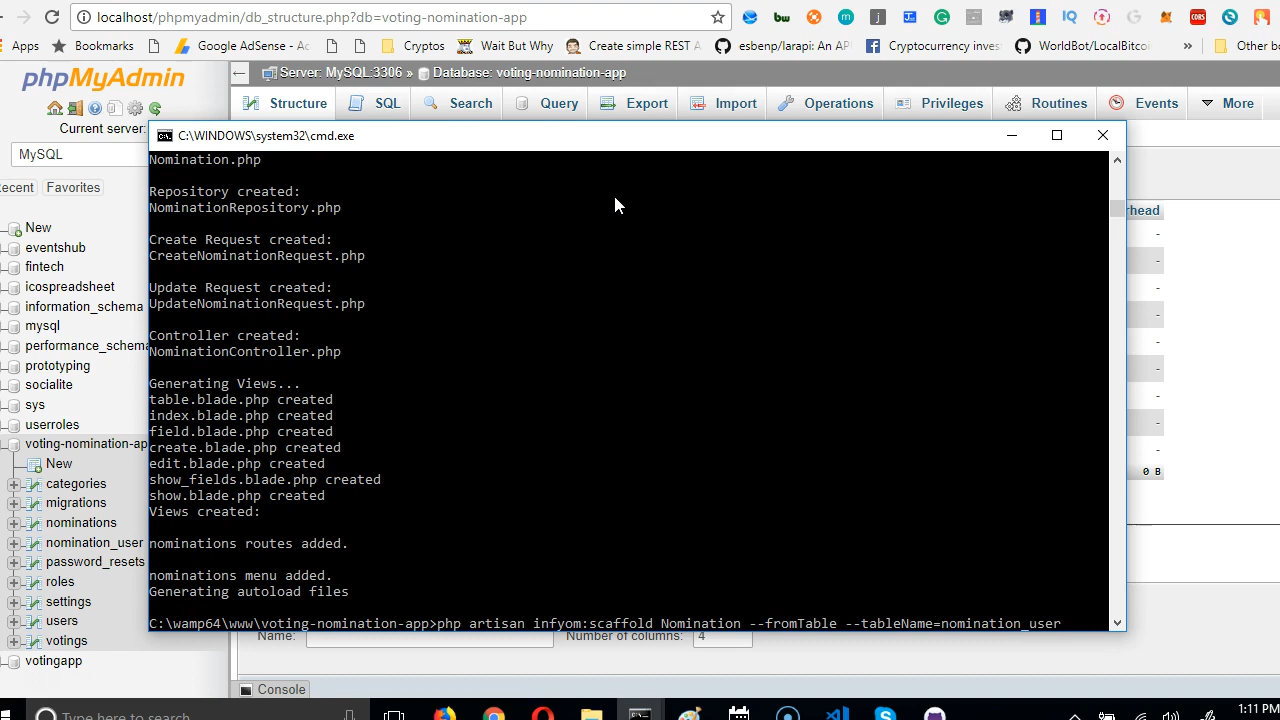 localhost/phpmyadmin/db_structure.php?db=voting-nomination-app
Apps Bookmarks Google AdSense - Ac Cryptos Wait But Why Create simple REST A esbenp/larapi: An AP Cryptocurrency inves WorldBot/LocalBitcoi » Other b
phpMyAdmin
Current server:
MySQL
ecent Favorites
New
eventshub
fintech
icospreadsheet
information_schema
mysql
performance_schema
prototyping
socialite
sys
userroles
voting-nomination-ap
New
categories
migrations
nominations
nomination_user
password_resets
roles
settings
users
votings
votingapp
Server: MySQL:3306 » Database: voting-nomination-app
Structure SQL Search Query Export Import Operations Privileges Routines Events More
C:\WINDOWS\system32\cmd.exe
Nomination.php
Repository created:
NominationRepository.php
Create Request created:
CreateNominationRequest.php
Update Request created:
UpdateNominationRequest.php
Controller created:
NominationController.php
Generating Views...
table.blade.php created
index.blade.php created
field.blade.php created
create.blade.php created
edit.blade.php created
show_fields.blade.php created
show.blade.php created
Views created:
nominations routes added.
nominations menu added.
Generating autoload files
C:\wamp64\www\voting-nomination-app>php artisan infyom:scaffold Nomination --fromTable --tableName=nomination_user
rhead
-
-
-
-
-
-
-
-
-
0 B
Name: Number of columns: 4
Console
Type here to search
1:11 PM